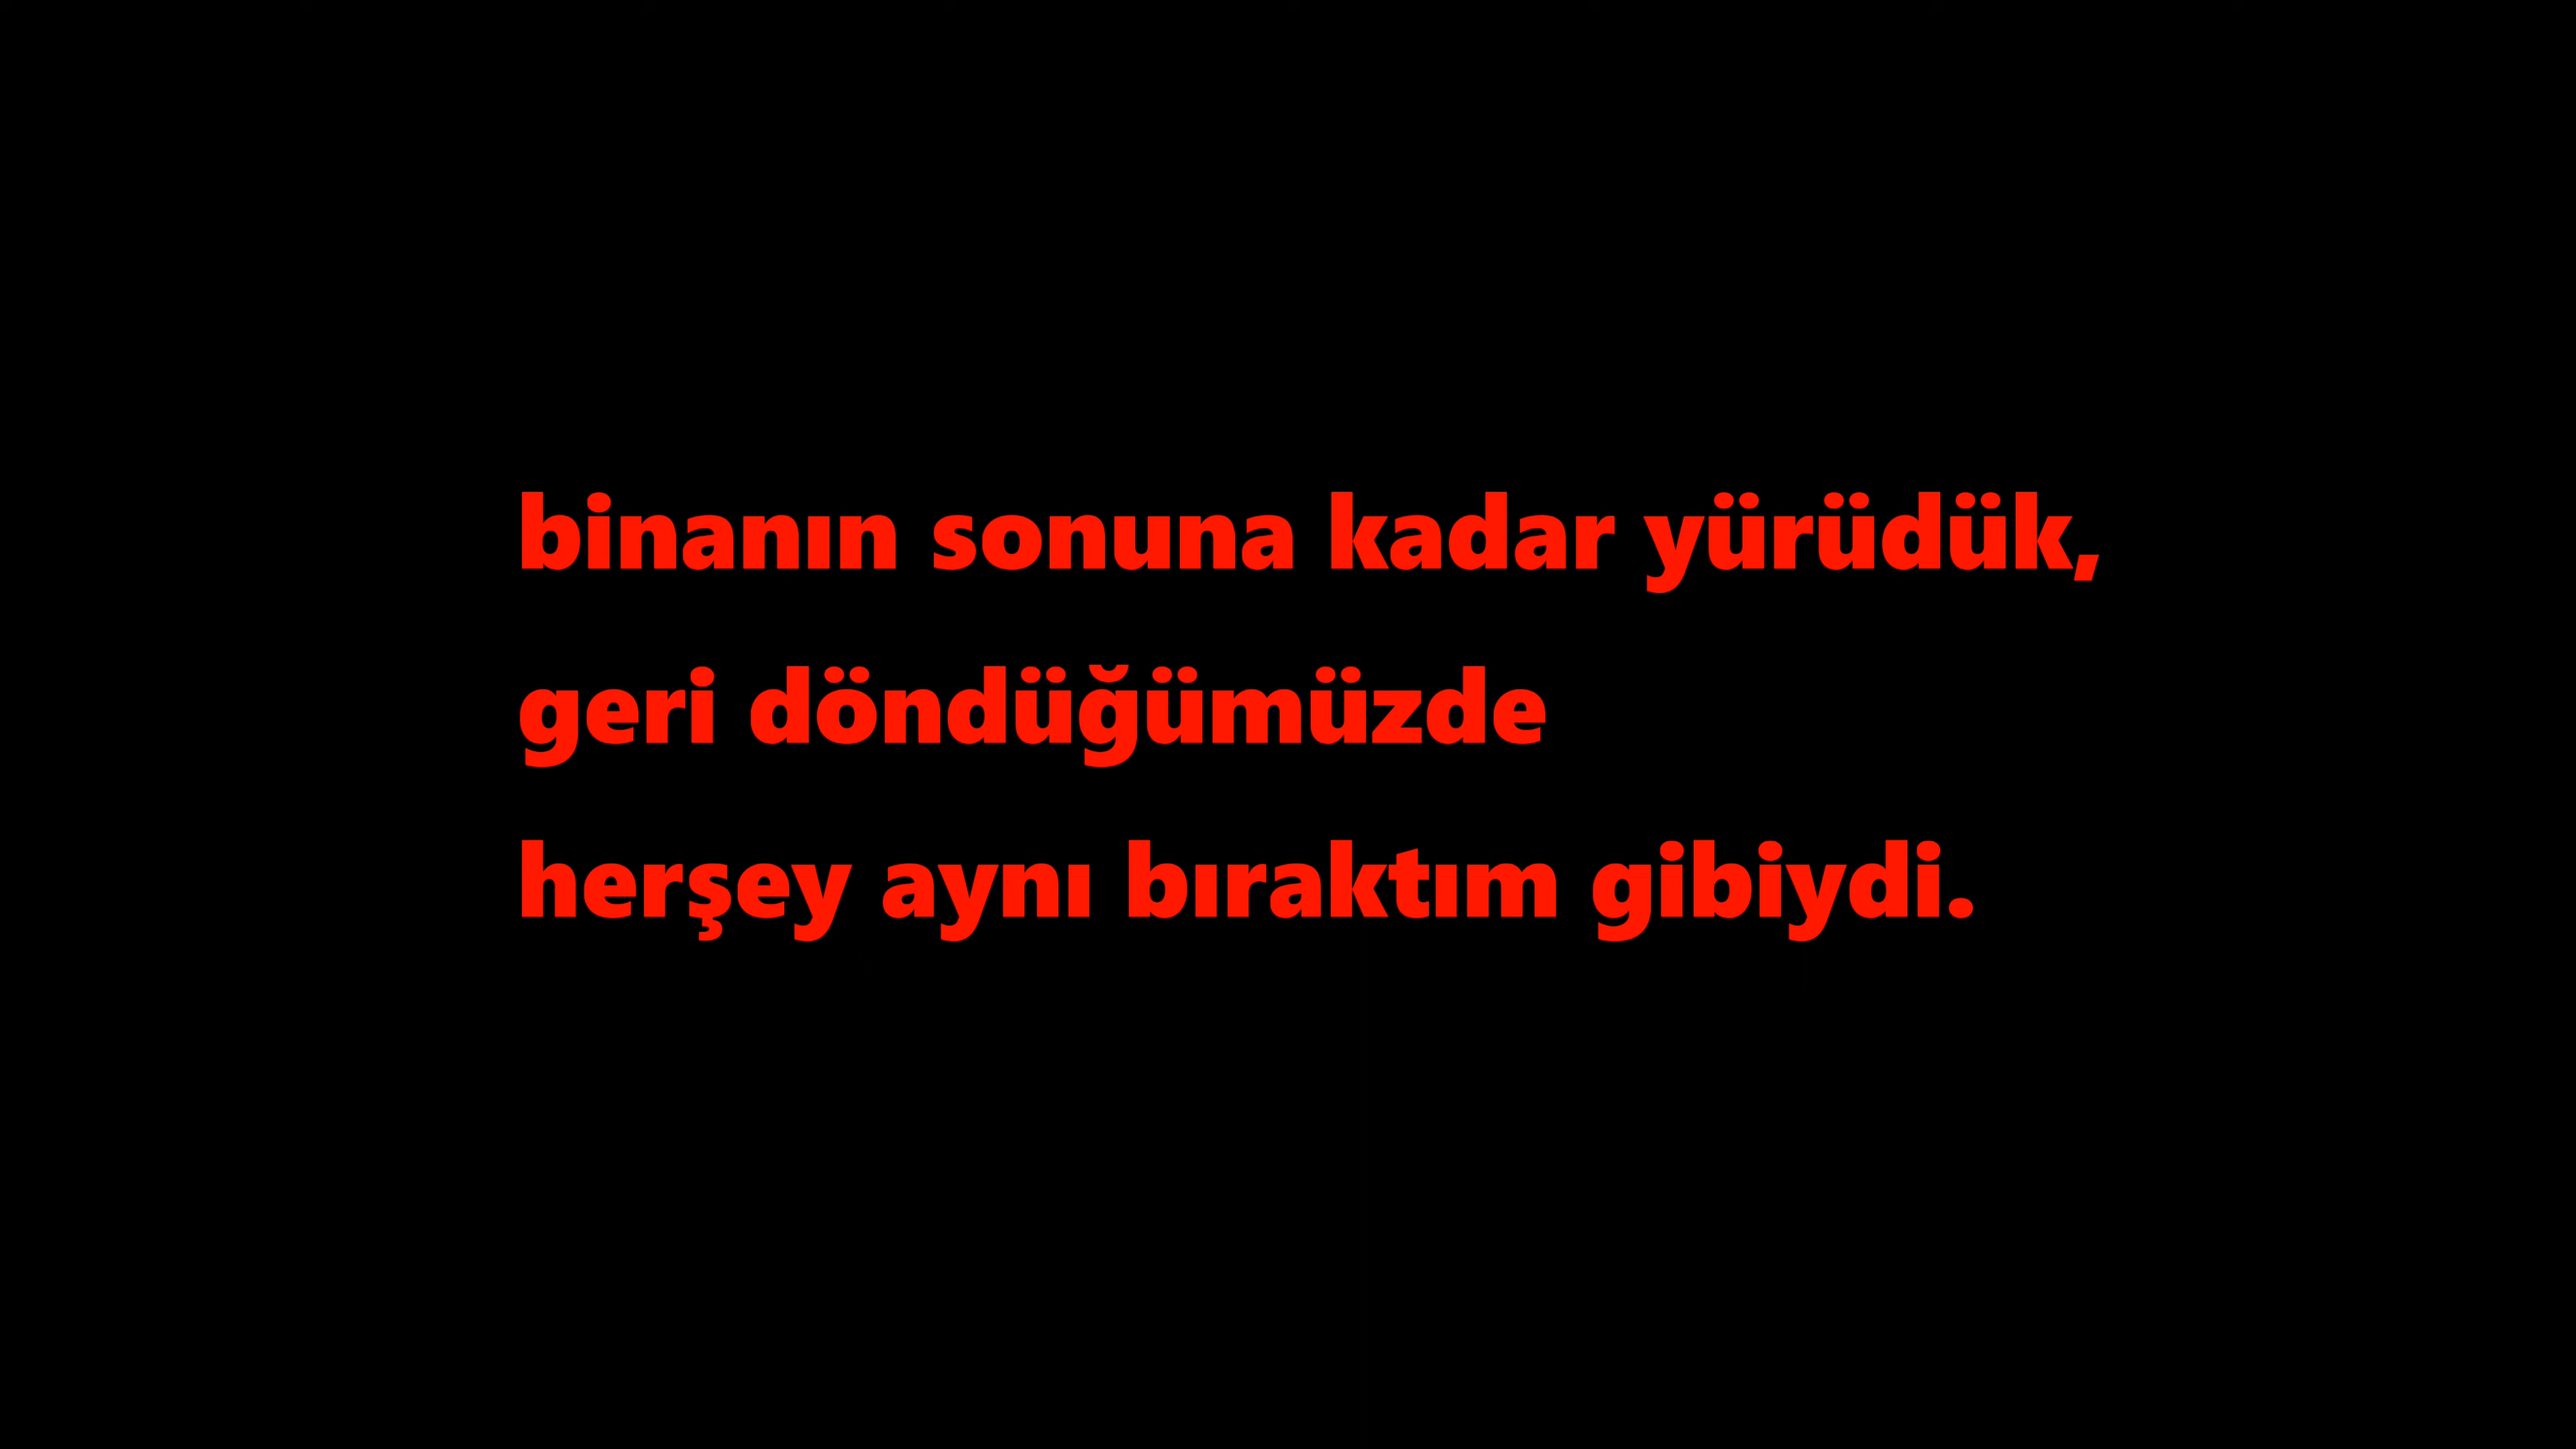 binanın sonuna kadar yürüdük,
geri döndüğümüzde
herşey aynı bıraktım gibiydi.